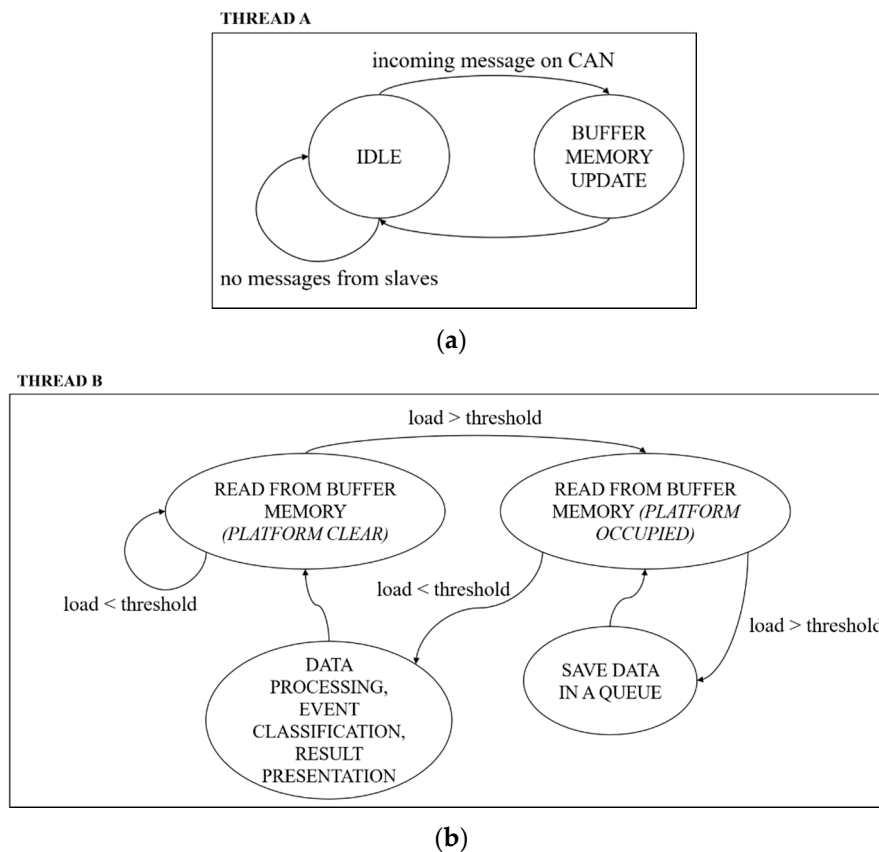 THREAD A
incoming message on CAN
IDLE
BUFFER
MEMORY
UPDATE
no messages from slaves
(a)
THREAD B
load > threshold
READ FROM BUFFER
MEMORY
(PLATFORM CLEAR)
READ FROM BUFFER
MEMORY (PLATFORM
OCCUPIED)
load < threshold
load < threshold
load > threshold
DATA
PROCESSING,
EVENT
CLASSIFICATION,
RESULT
PRESENTATION
SAVE DATA
IN A QUEUE
(b)